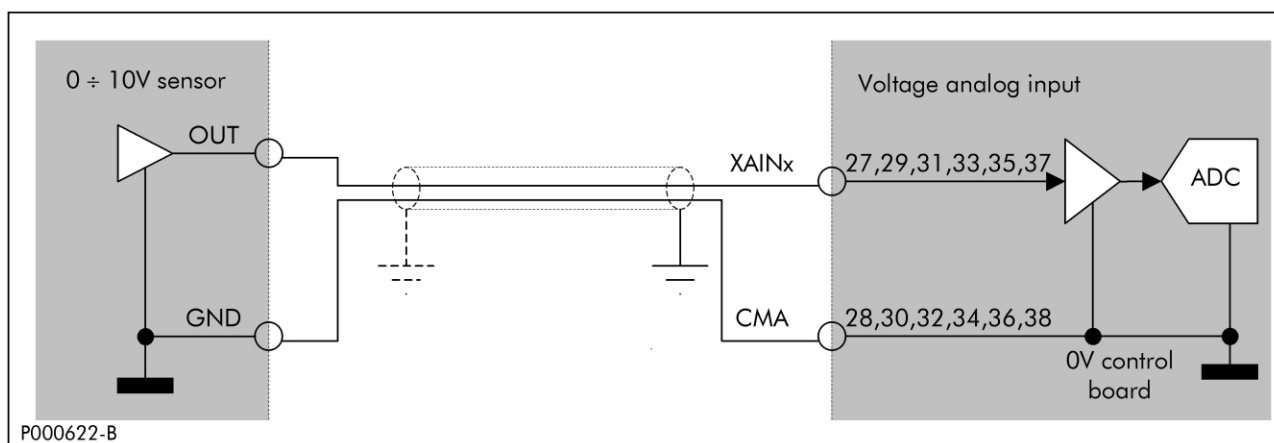 0 ÷ 10V sensor
Voltage analog input
OUT
XAINx
27,29,31,33,35,37
ADC
GND
CMA
28,30,32,34,36,38
0V control
board
P000622-B